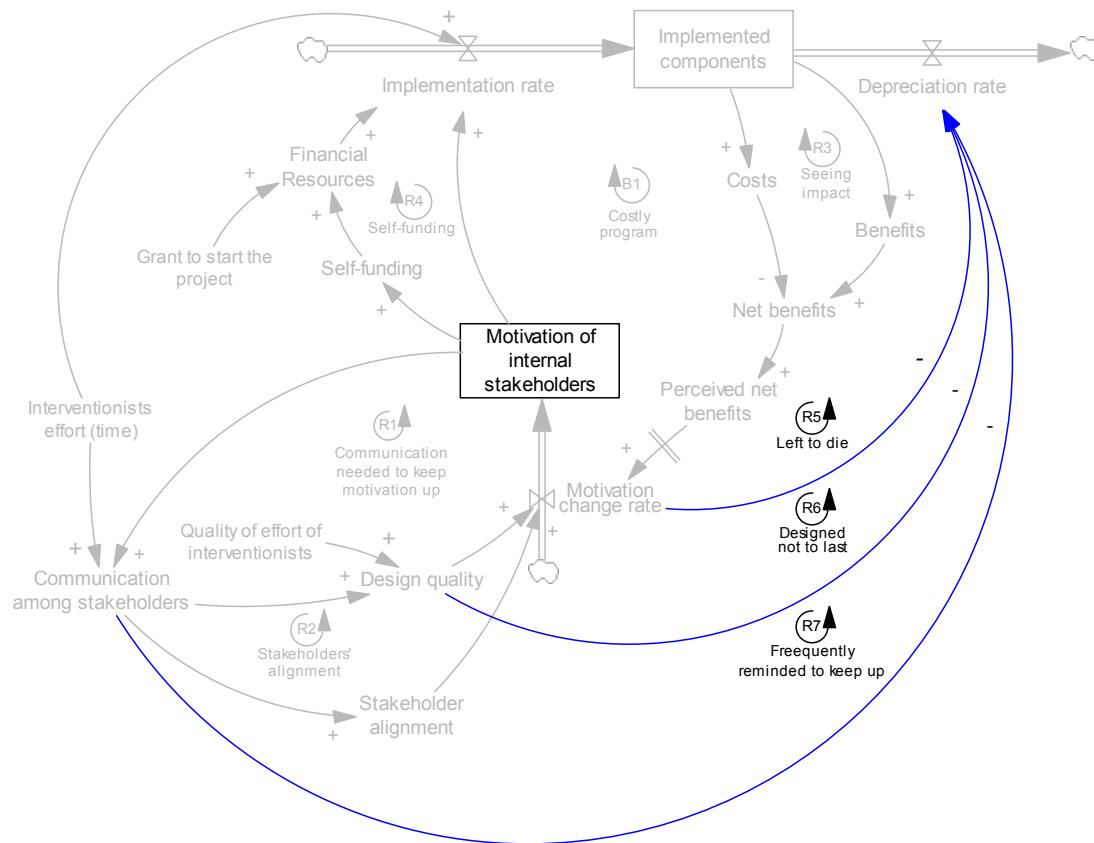 +
Implemented
components
Implementation rate
Depreciation rate
+
+
+
R3
Seeing
impact
Financial
Resources
+
R4
Self-funding
B1
Costly
program
Costs
+
+
Benefits
Grant to start the
project
Self-funding
+
-
+
Net benefits
Motivation of
internal
stakeholders
-
+
Perceived net
benefits
-
-
Interventionists
effort (time)
R1
Communication
needed to keep
motivation up
+
R5
Left to die
Motivation
change rate
R6
Designed
not to last
+
+
Quality of effort of
interventionists
+
+
+
Communication
among stakeholders
+
Design quality
R2
Stakeholders'
alignment
R7
Freequently
reminded to keep up
Stakeholder
alignment
+